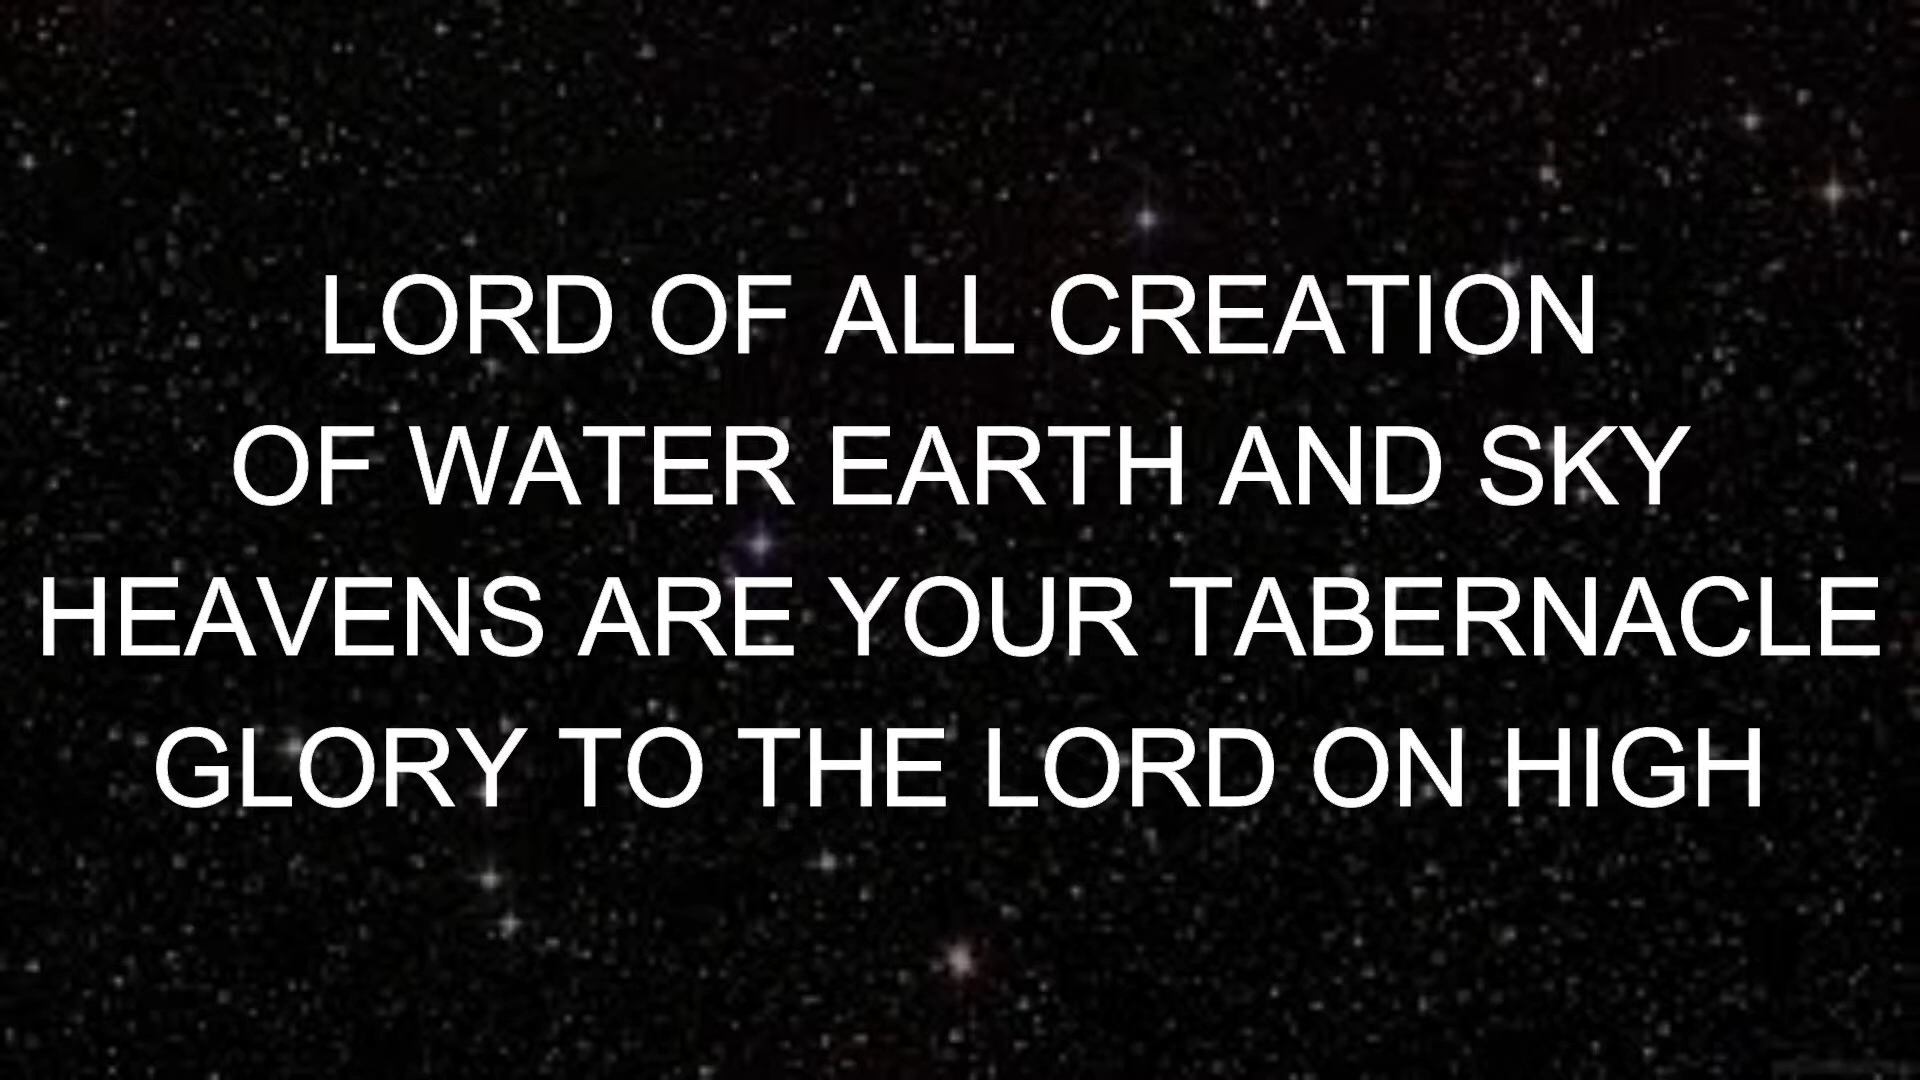 LORD OF ALL CREATION
OF WATER EARTH AND SKY
HEAVENS ARE YOUR TABERNACLE
GLORY TO THE LORD ON HIGH